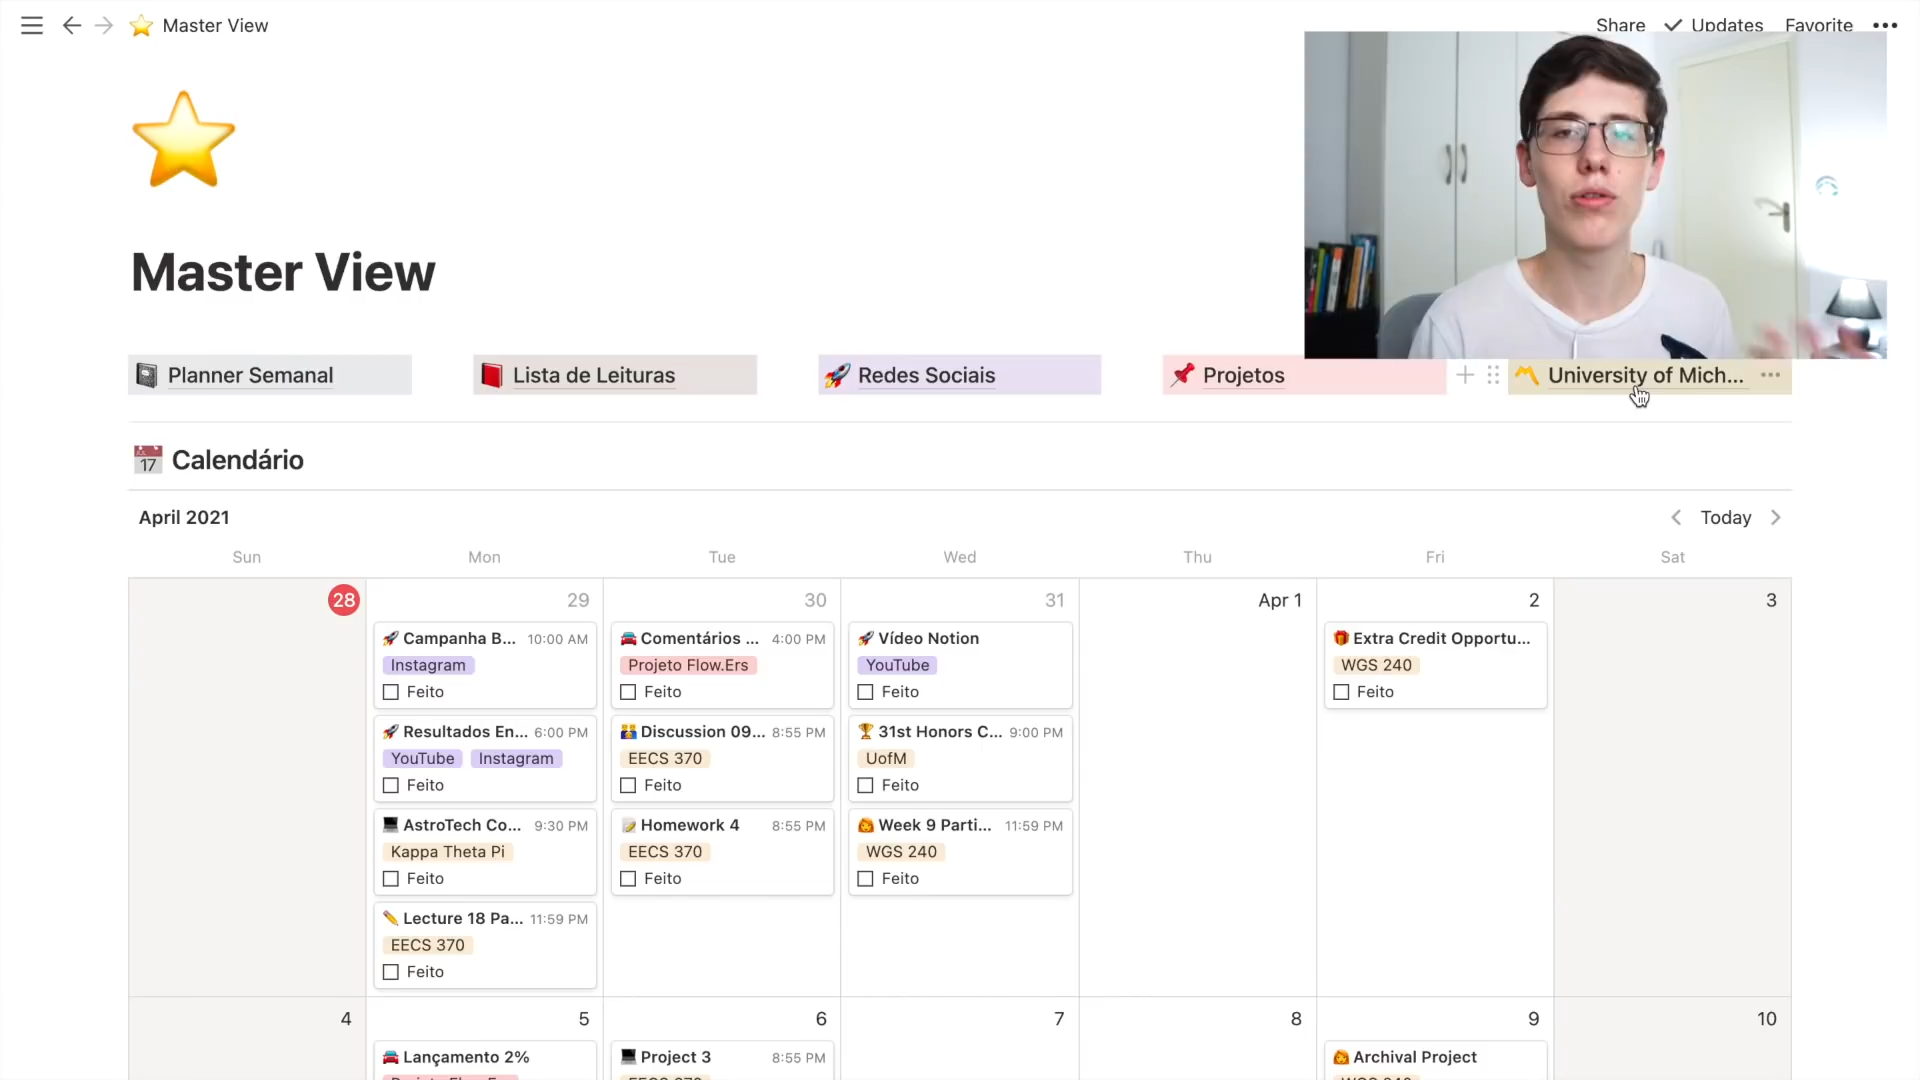 Master View
Share
Updates
Favorite
Master View
Planner Semanal
Lista de Leituras
Redes Sociais
Projetos
University of Mich...
17
Calendário
April 2021
Today
Sun
Mon
Tue
Wed
Thu
Fri
Sat
28
29
30
31
Apr 1
2
3
Campanha B... 10:00 AM
Instagram
Feito
Resultados En... 6:00 PM
YouTube Instagram
Feito
AstroTech Co... 9:30 PM
Kappa Theta Pi
Feito
Lecture 18 Pa... 11:59 PM
EECS 370
Feito
Comentários ... 4:00 PM
Projeto Flow.Ers
Feito
Discussion 09... 8:55 PM
EECS 370
Feito
Homework 4 8:55 PM
EECS 370
Feito
Vídeo Notion
YouTube
Feito
31st Honors C... 9:00 PM
UofM
Feito
Week 9 Parti... 11:59 PM
WGS 240
Feito
Extra Credit Opportu...
WGS 240
Feito
4
5
6
7
8
9
10
Lançamento 2%
Project 3 8:55 PM
Archival Project